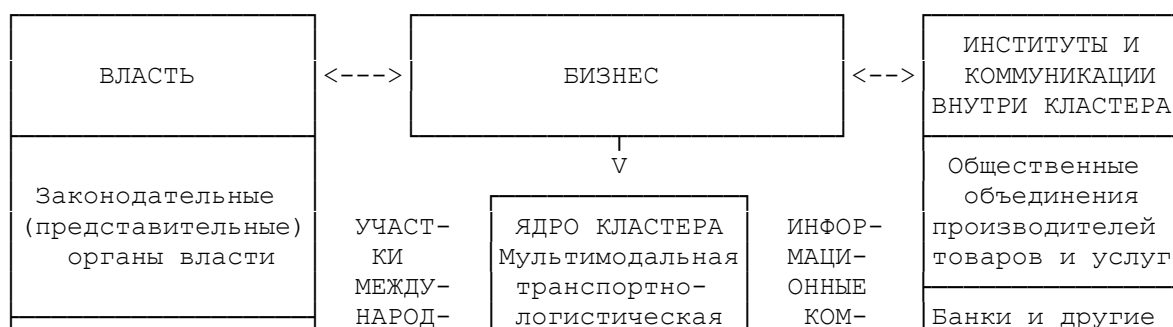 ВЛАСТЬ
<--->
БИЗНЕС
<-->
ИНСТИТУТЫ И
КОММУНИКАЦИИ
ВНУТРИ КЛАСТЕРА
V
Законодательные
(представительные)
органы власти
УЧАСТ-
КИ
МЕЖДУ-
НАРОД-
ЯДРО КЛАСТЕРА
Мультимодальная
транспортно-
логистическая
ИНФОР-
МАЦИ-
ОННЫЕ
КОМ-
Общественные
объединения
производителей
товаров и услуг
Банки и другие